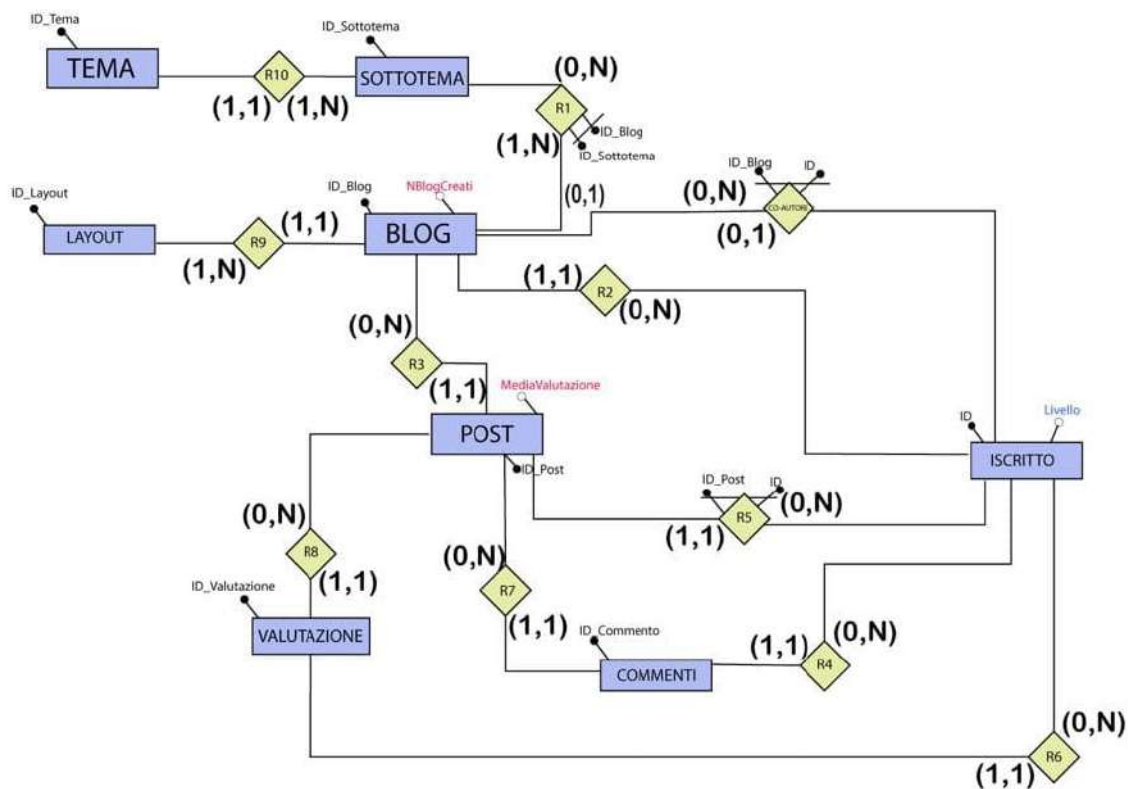 ID_Tema
TEMA
R10
(1,1)
(1,N)
ID_Sottotema
SOTTOTEMA
(0,N)
R1
(1,N)
ID_Blog
ID_Sottotema
(0,1)
ID_Layout
LAYOUT
R9
(1,1)
(1,N)
ID_Blog
NBlogCreati
BLOG
ID_Blog
ID
(0,N)
CO-AUTORE
(0,1)
(1,1)
R2
(0,N)
(0,N)
R3
(1,1)
MediaValutazione
POST
ID_Post
ID
Livello
ISCRITTO
ID_Post
ID
(0,N)
R5
(1,1)
(0,N)
R8
(1,1)
ID_Valutazione
VALUTAZIONE
(0,N)
R7
(1,1)
ID_Commento
COMMENTI
(1,1)
R4
(0,N)
(0,N)
R6
(1,1)